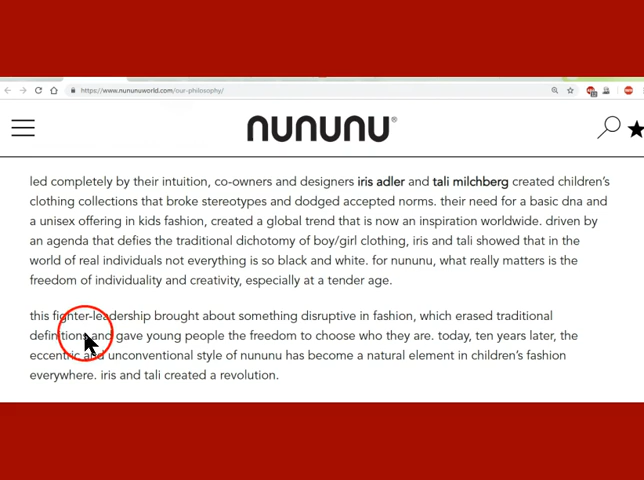 https://www.nununuworld.com/our-philosophy/
nununu®
led completely by their intuition, co-owners and designers iris adler and tali milchberg created children's
clothing collections that broke stereotypes and dodged accepted norms. their need for a basic dna and
a unisex offering in kids fashion, created a global trend that is now an inspiration worldwide. driven by
an agenda that defies the traditional dichotomy of boy/girl clothing, iris and tali showed that in the
world of real individuals not everything is so black and white. for nununu, what really matters is the
freedom of individuality and creativity, especially at a tender age.
this fighter-leadership brought about something disruptive in fashion, which erased traditional
definitions and gave young people the freedom to choose who they are. today, ten years later, the
eccentric and unconventional style of nununu has become a natural element in children's fashion
everywhere. iris and tali created a revolution.